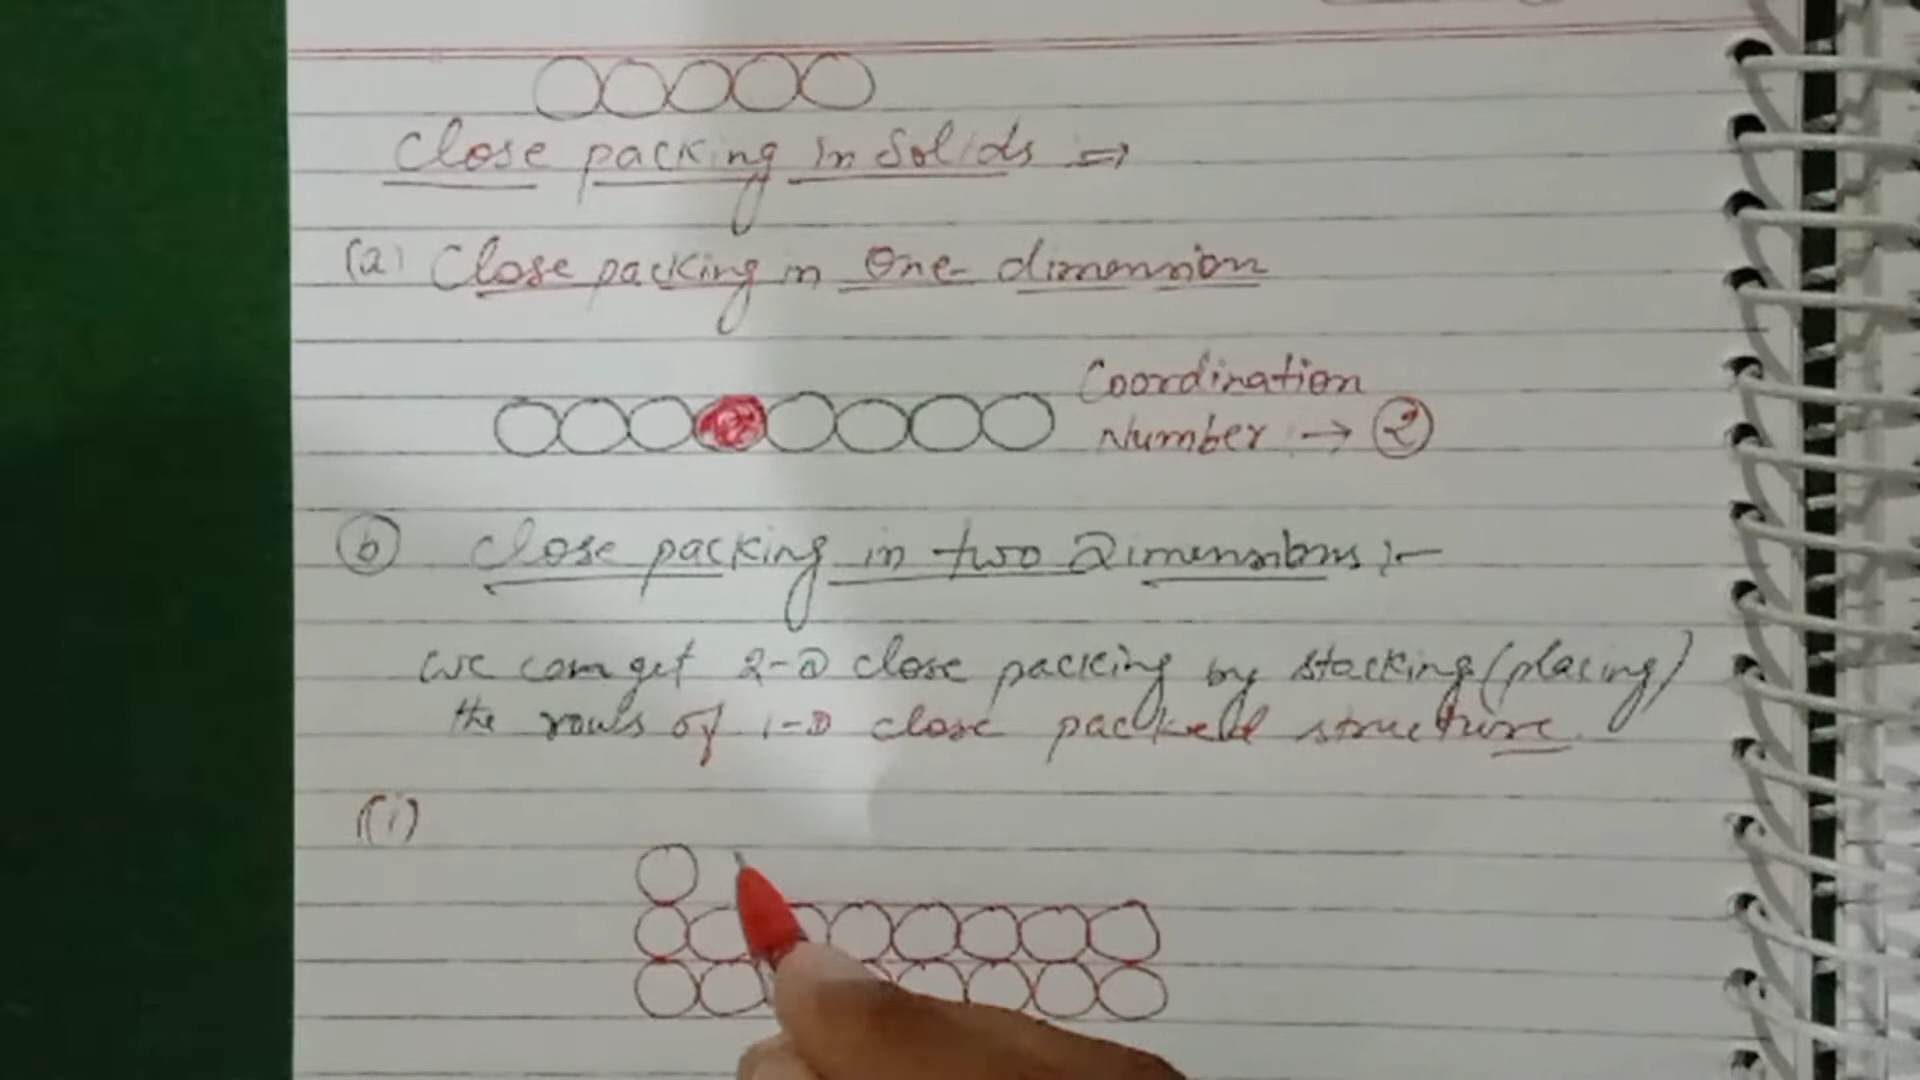 Close packing in Solids ⇒
(a) Close packing in One-dimension
Coordination
Number → 2
(b) Close packing in two Dimensions :-
We can get 2-D close packing by stacking (placing)
the rows of 1-D close packed structure.
(i)